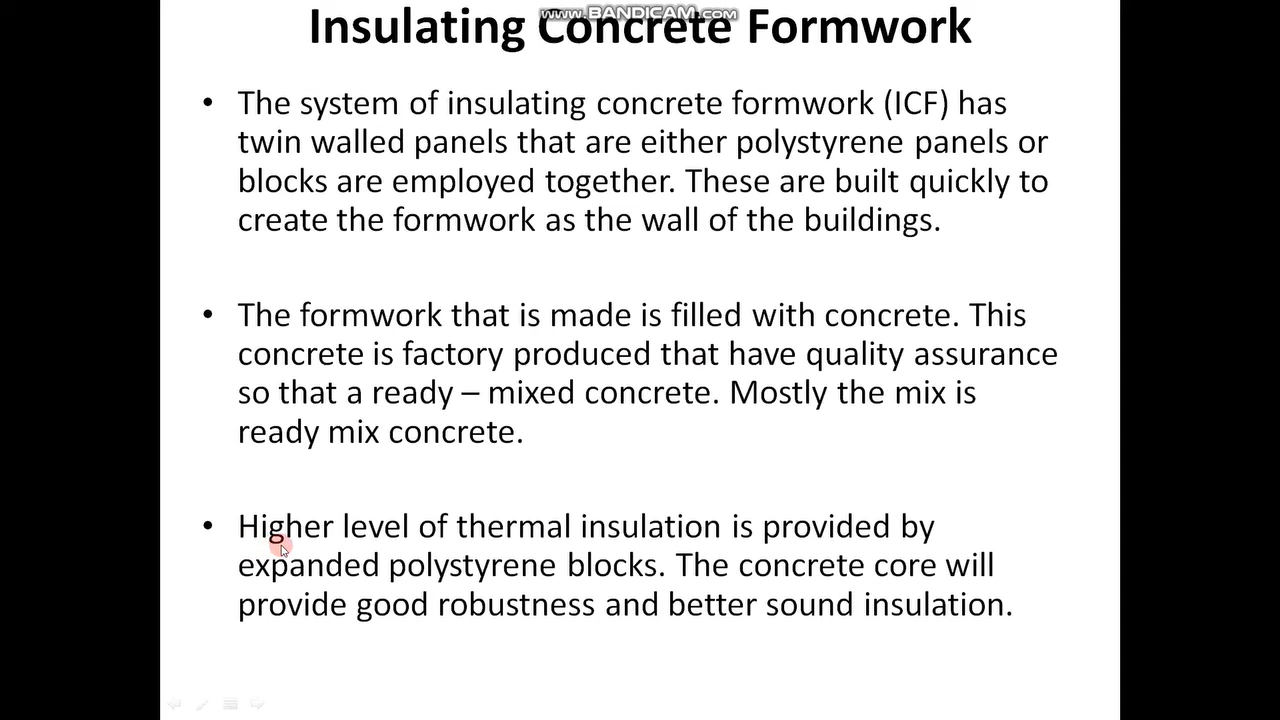 www.BANDICAM.com
Insulating Concrete Formwork
• The system of insulating concrete formwork (ICF) has
twin walled panels that are either polystyrene panels or
blocks are employed together. These are built quickly to
create the formwork as the wall of the buildings.
• The formwork that is made is filled with concrete. This
concrete is factory produced that have quality assurance
so that a ready – mixed concrete. Mostly the mix is
ready mix concrete.
• Higher level of thermal insulation is provided by
expanded polystyrene blocks. The concrete core will
provide good robustness and better sound insulation.